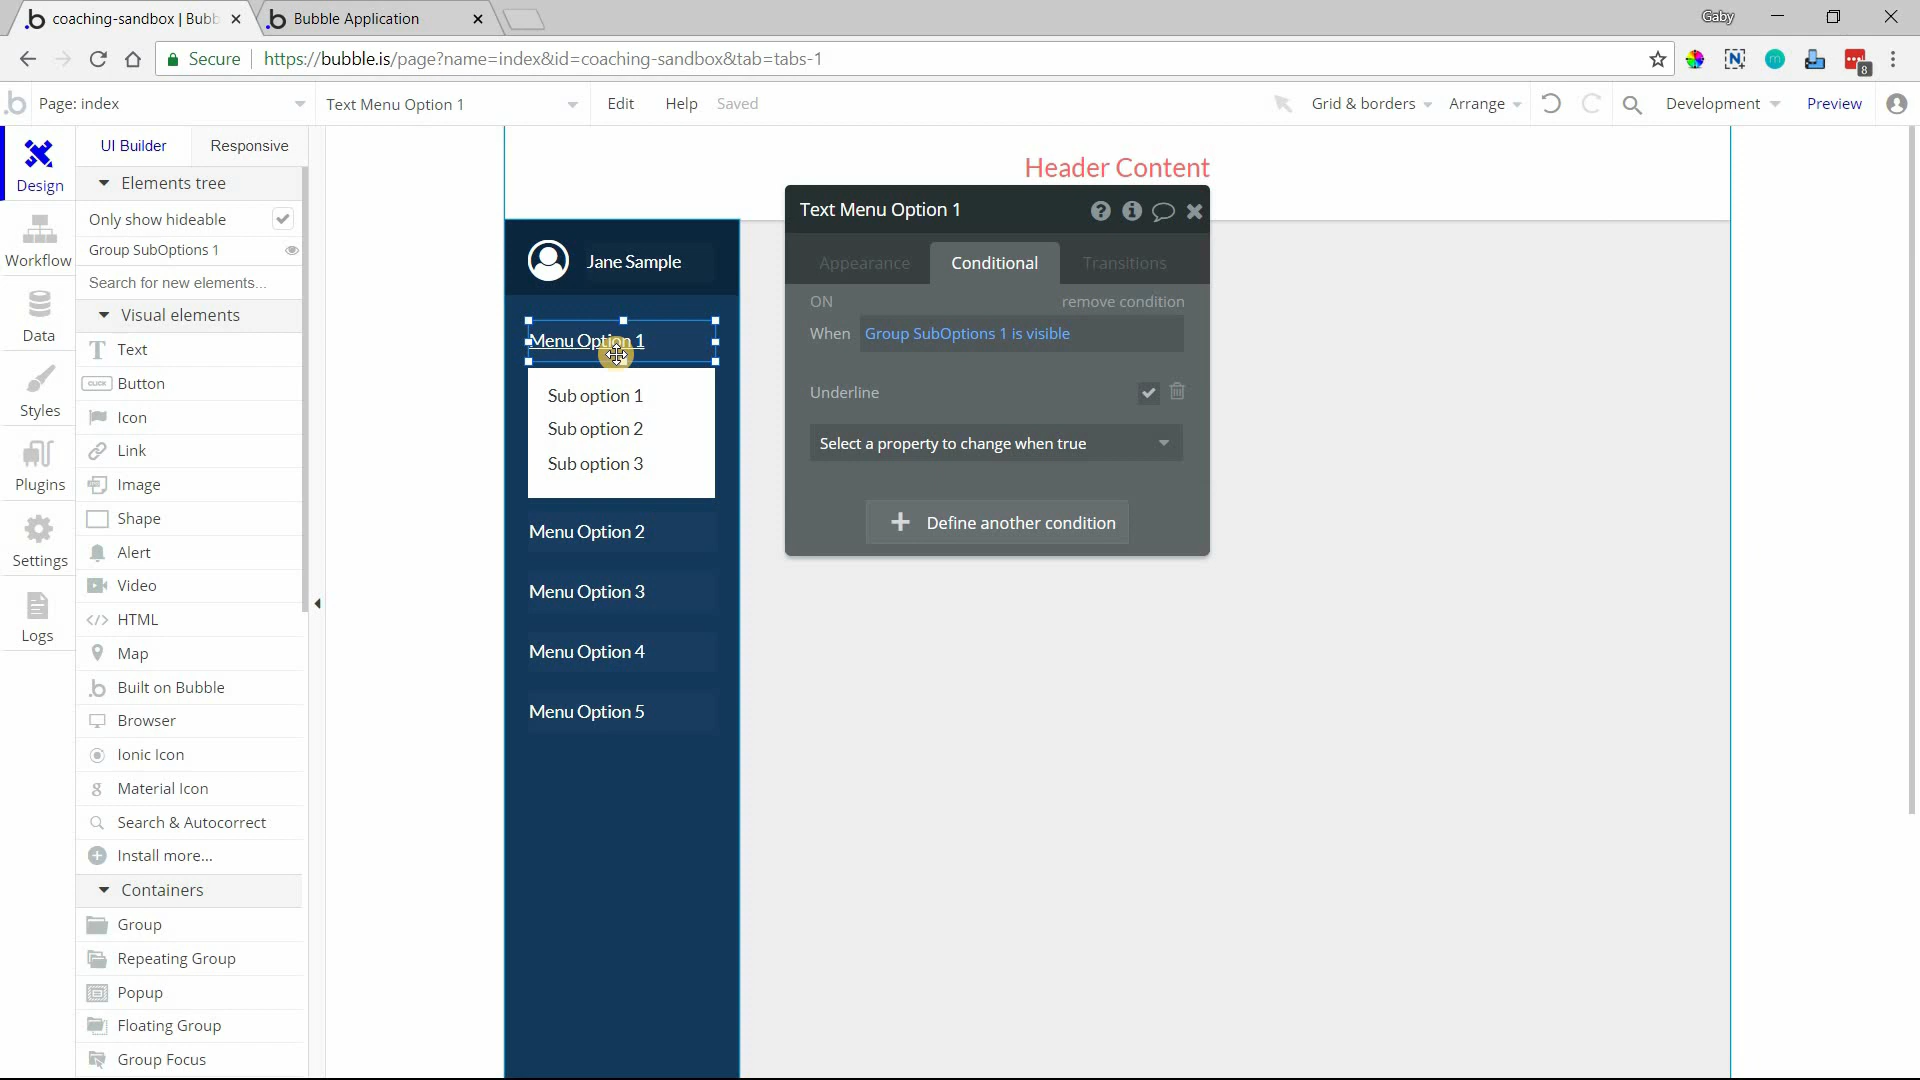 coaching-sandbox | Bubb
Bubble Application
Gaby
Secure
https://bubble.is/page?name=index&id=coaching-sandbox&tab=tabs-1
8
Page: index
Text Menu Option 1
Edit
Help
Saved
Grid & borders
Arrange
Development
Preview
Design
Workflow
Data
Styles
Plugins
Settings
Logs
UI Builder
Responsive
Elements tree
Only show hideable
Group SubOptions 1
Search for new elements...
Visual elements
Text
CLICK
Button
Icon
Link
Image
Shape
Alert
Video
HTML
Map
Built on Bubble
Browser
Ionic Icon
Material Icon
Search & Autocorrect
Install more...
Containers
Group
Repeating Group
Popup
Floating Group
Group Focus
Header Content
Jane Sample
Menu Option 1
Sub option 1
Sub option 2
Sub option 3
Menu Option 2
Menu Option 3
Menu Option 4
Menu Option 5
Text Menu Option 1
Appearance
Conditional
Transitions
ON
remove condition
When
Group SubOptions 1 is visible
Underline
Select a property to change when true
Define another condition